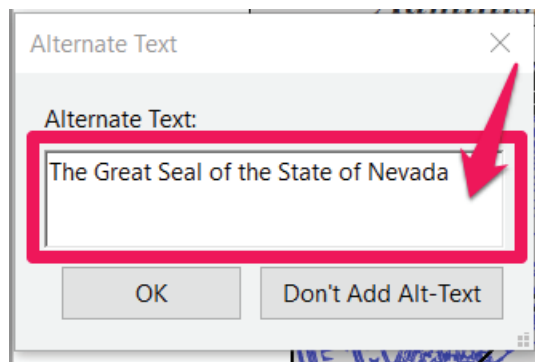 Alternate Text
Alternate Text:
The Great Seal of the State of Nevada
OK
Don't Add Alt-Text